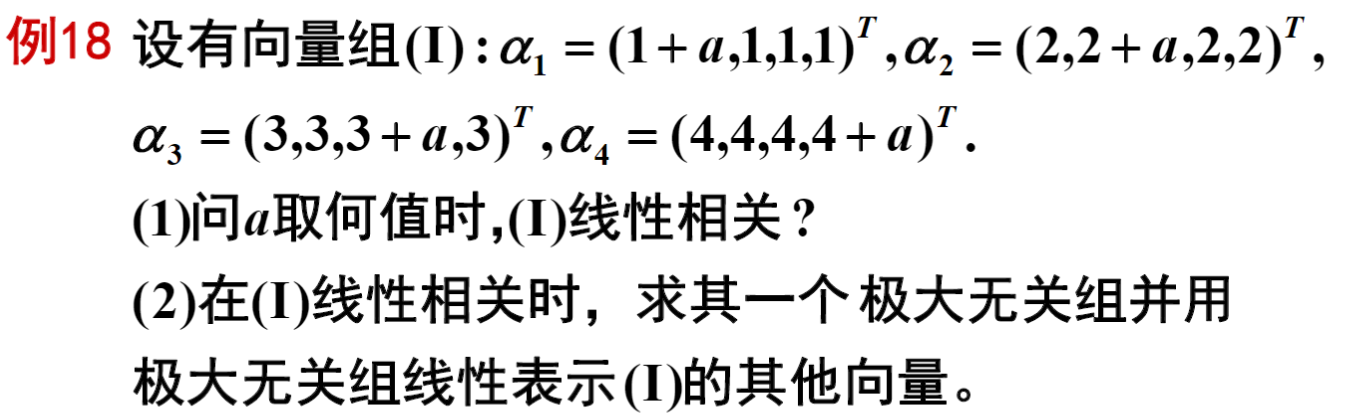 例18 设有向量组(I):α₁ = (1+a,1,1,1)ᵀ,α₂ = (2,2+a,2,2)ᵀ,
α₃ = (3,3,3+a,3)ᵀ,α₄ = (4,4,4,4+a)ᵀ.
(1)问a取何值时,(I)线性相关?
(2)在(I)线性相关时，求其一个极大无关组并用
极大无关组线性表示(I)的其他向量。